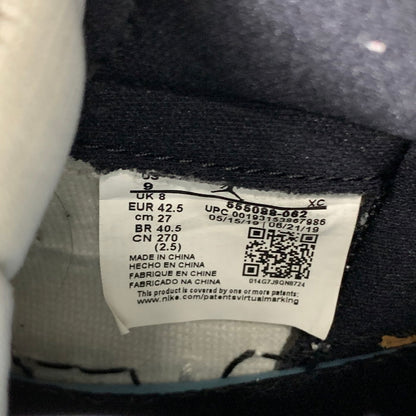 US 9
UK 8
EUR 42.5
cm 27
BR 40.5
CN 270
(2.5)
XC
555088-062
UPC 00193153867985
05/15/19 06/21/19
MADE IN CHINA
HECHO EN CHINA
FABRIQUE EN CHINE
FABRICADO NA CHINA
014G7J9QN8724
This product is covered by one or more patents:
www.nike.com/patentsvirtualmarking